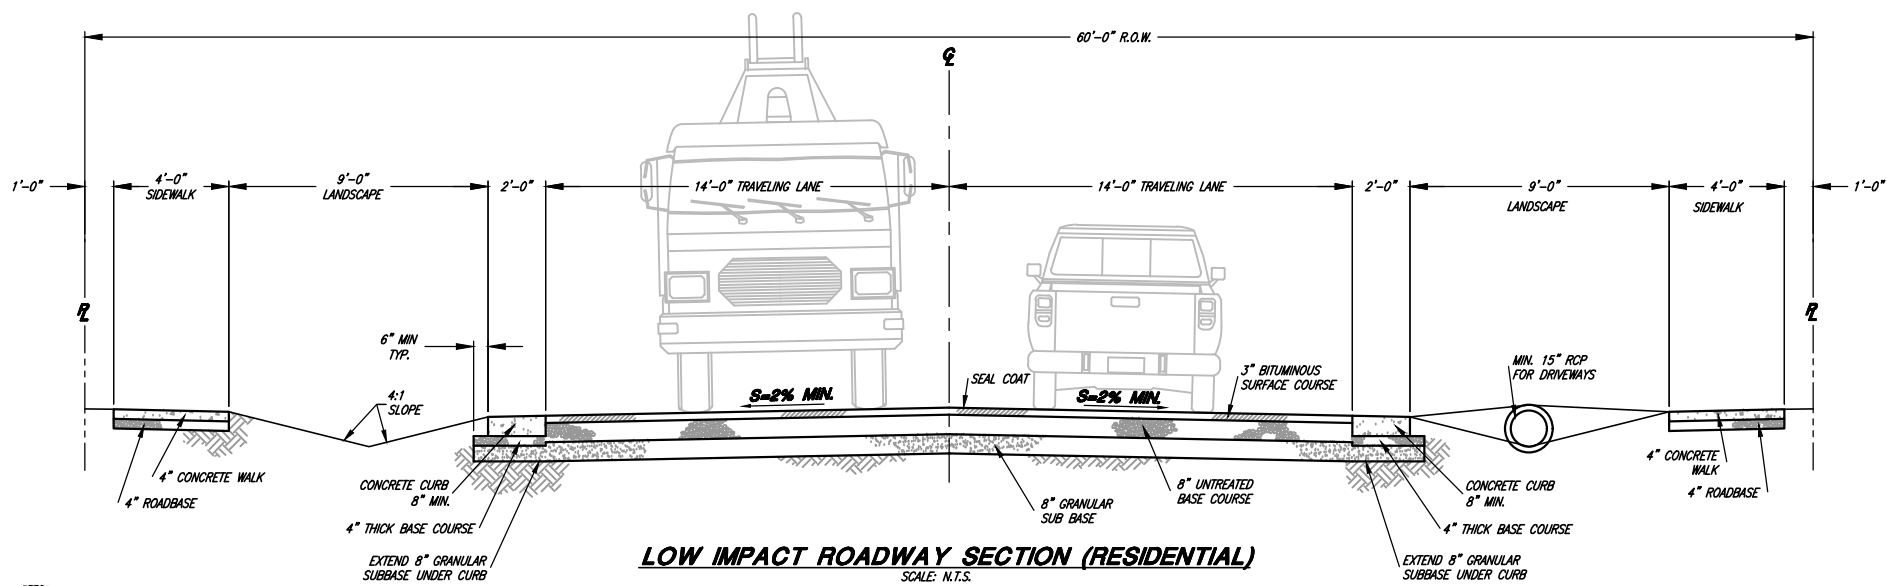 60'-0" R.O.W.
℄
1'-0"
4'-0"
SIDEWALK
9'-0"
LANDSCAPE
2'-0"
14'-0" TRAVELING LANE
14'-0" TRAVELING LANE
2'-0"
9'-0"
LANDSCAPE
4'-0"
SIDEWALK
1'-0"
PL
PL
6" MIN
TYP.
4:1
SLOPE
S=2% MIN.
SEAL COAT
S=2% MIN.
3" BITUMINOUS
SURFACE COURSE
MIN. 15" RCP
FOR DRIVEWAYS
4" CONCRETE WALK
4" ROADBASE
CONCRETE CURB
8" MIN.
4" THICK BASE COURSE
EXTEND 8" GRANULAR
SUBBASE UNDER CURB
8" GRANULAR
SUB BASE
8" UNTREATED
BASE COURSE
4" CONCRETE
WALK
4" ROADBASE
CONCRETE CURB
8" MIN.
4" THICK BASE COURSE
EXTEND 8" GRANULAR
SUBBASE UNDER CURB
LOW IMPACT ROADWAY SECTION (RESIDENTIAL)
SCALE: N.T.S.